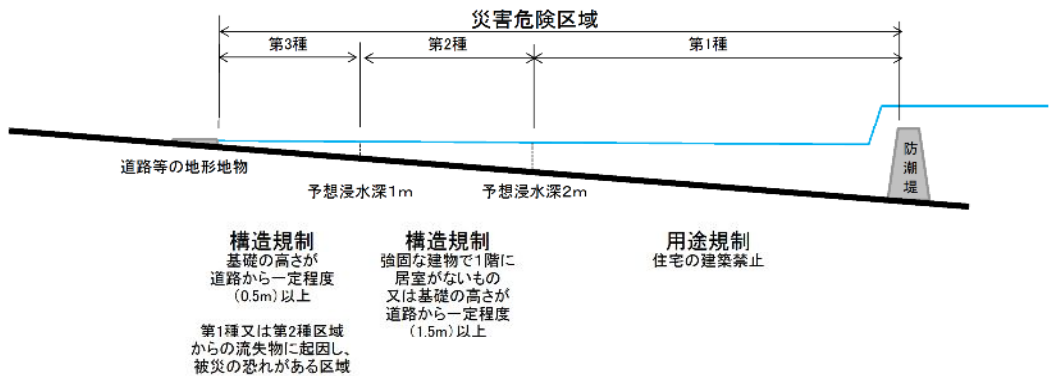 災害危険区域
第3種
第2種
第1種
道路等の地形地物
予想浸水深1m
予想浸水深2m
防潮堤
構造規制
基礎の高さが
道路から一定程度
(0.5m)以上
第1種又は第2種区域
からの流失物に起因し、
被災の恐れがある区域
構造規制
強固な建物で1階に
居室がないもの
又は基礎の高さが
道路から一定程度
(1.5m)以上
用途規制
住宅の建築禁止